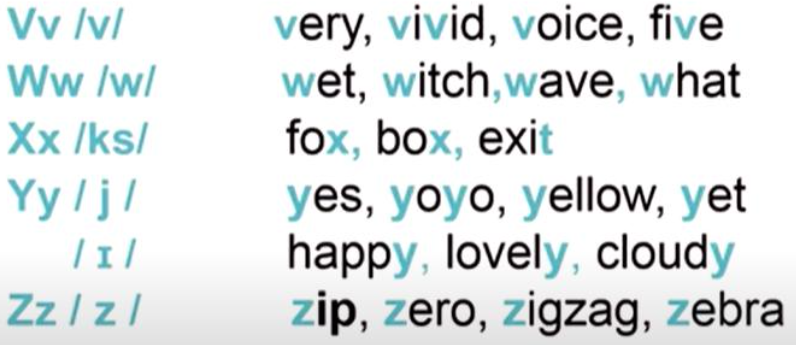 Vv /v/ very, vivid, voice, five
Ww /w/ wet, witch,wave, what
Xx /ks/ fox, box, exit
Yy / j / yes, yoyo, yellow, yet
/ ɪ / happy, lovely, cloudy
Zz / z / zip, zero, zigzag, zebra